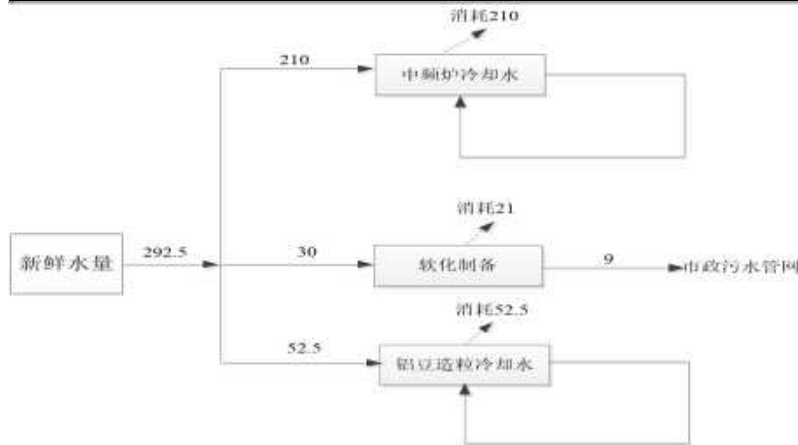 消耗210
210
中频炉冷却水
消耗21
新鲜水量
292.5
30
软化制备
9
市政污水管网
消耗52.5
52.5
铝豆造粒冷却水